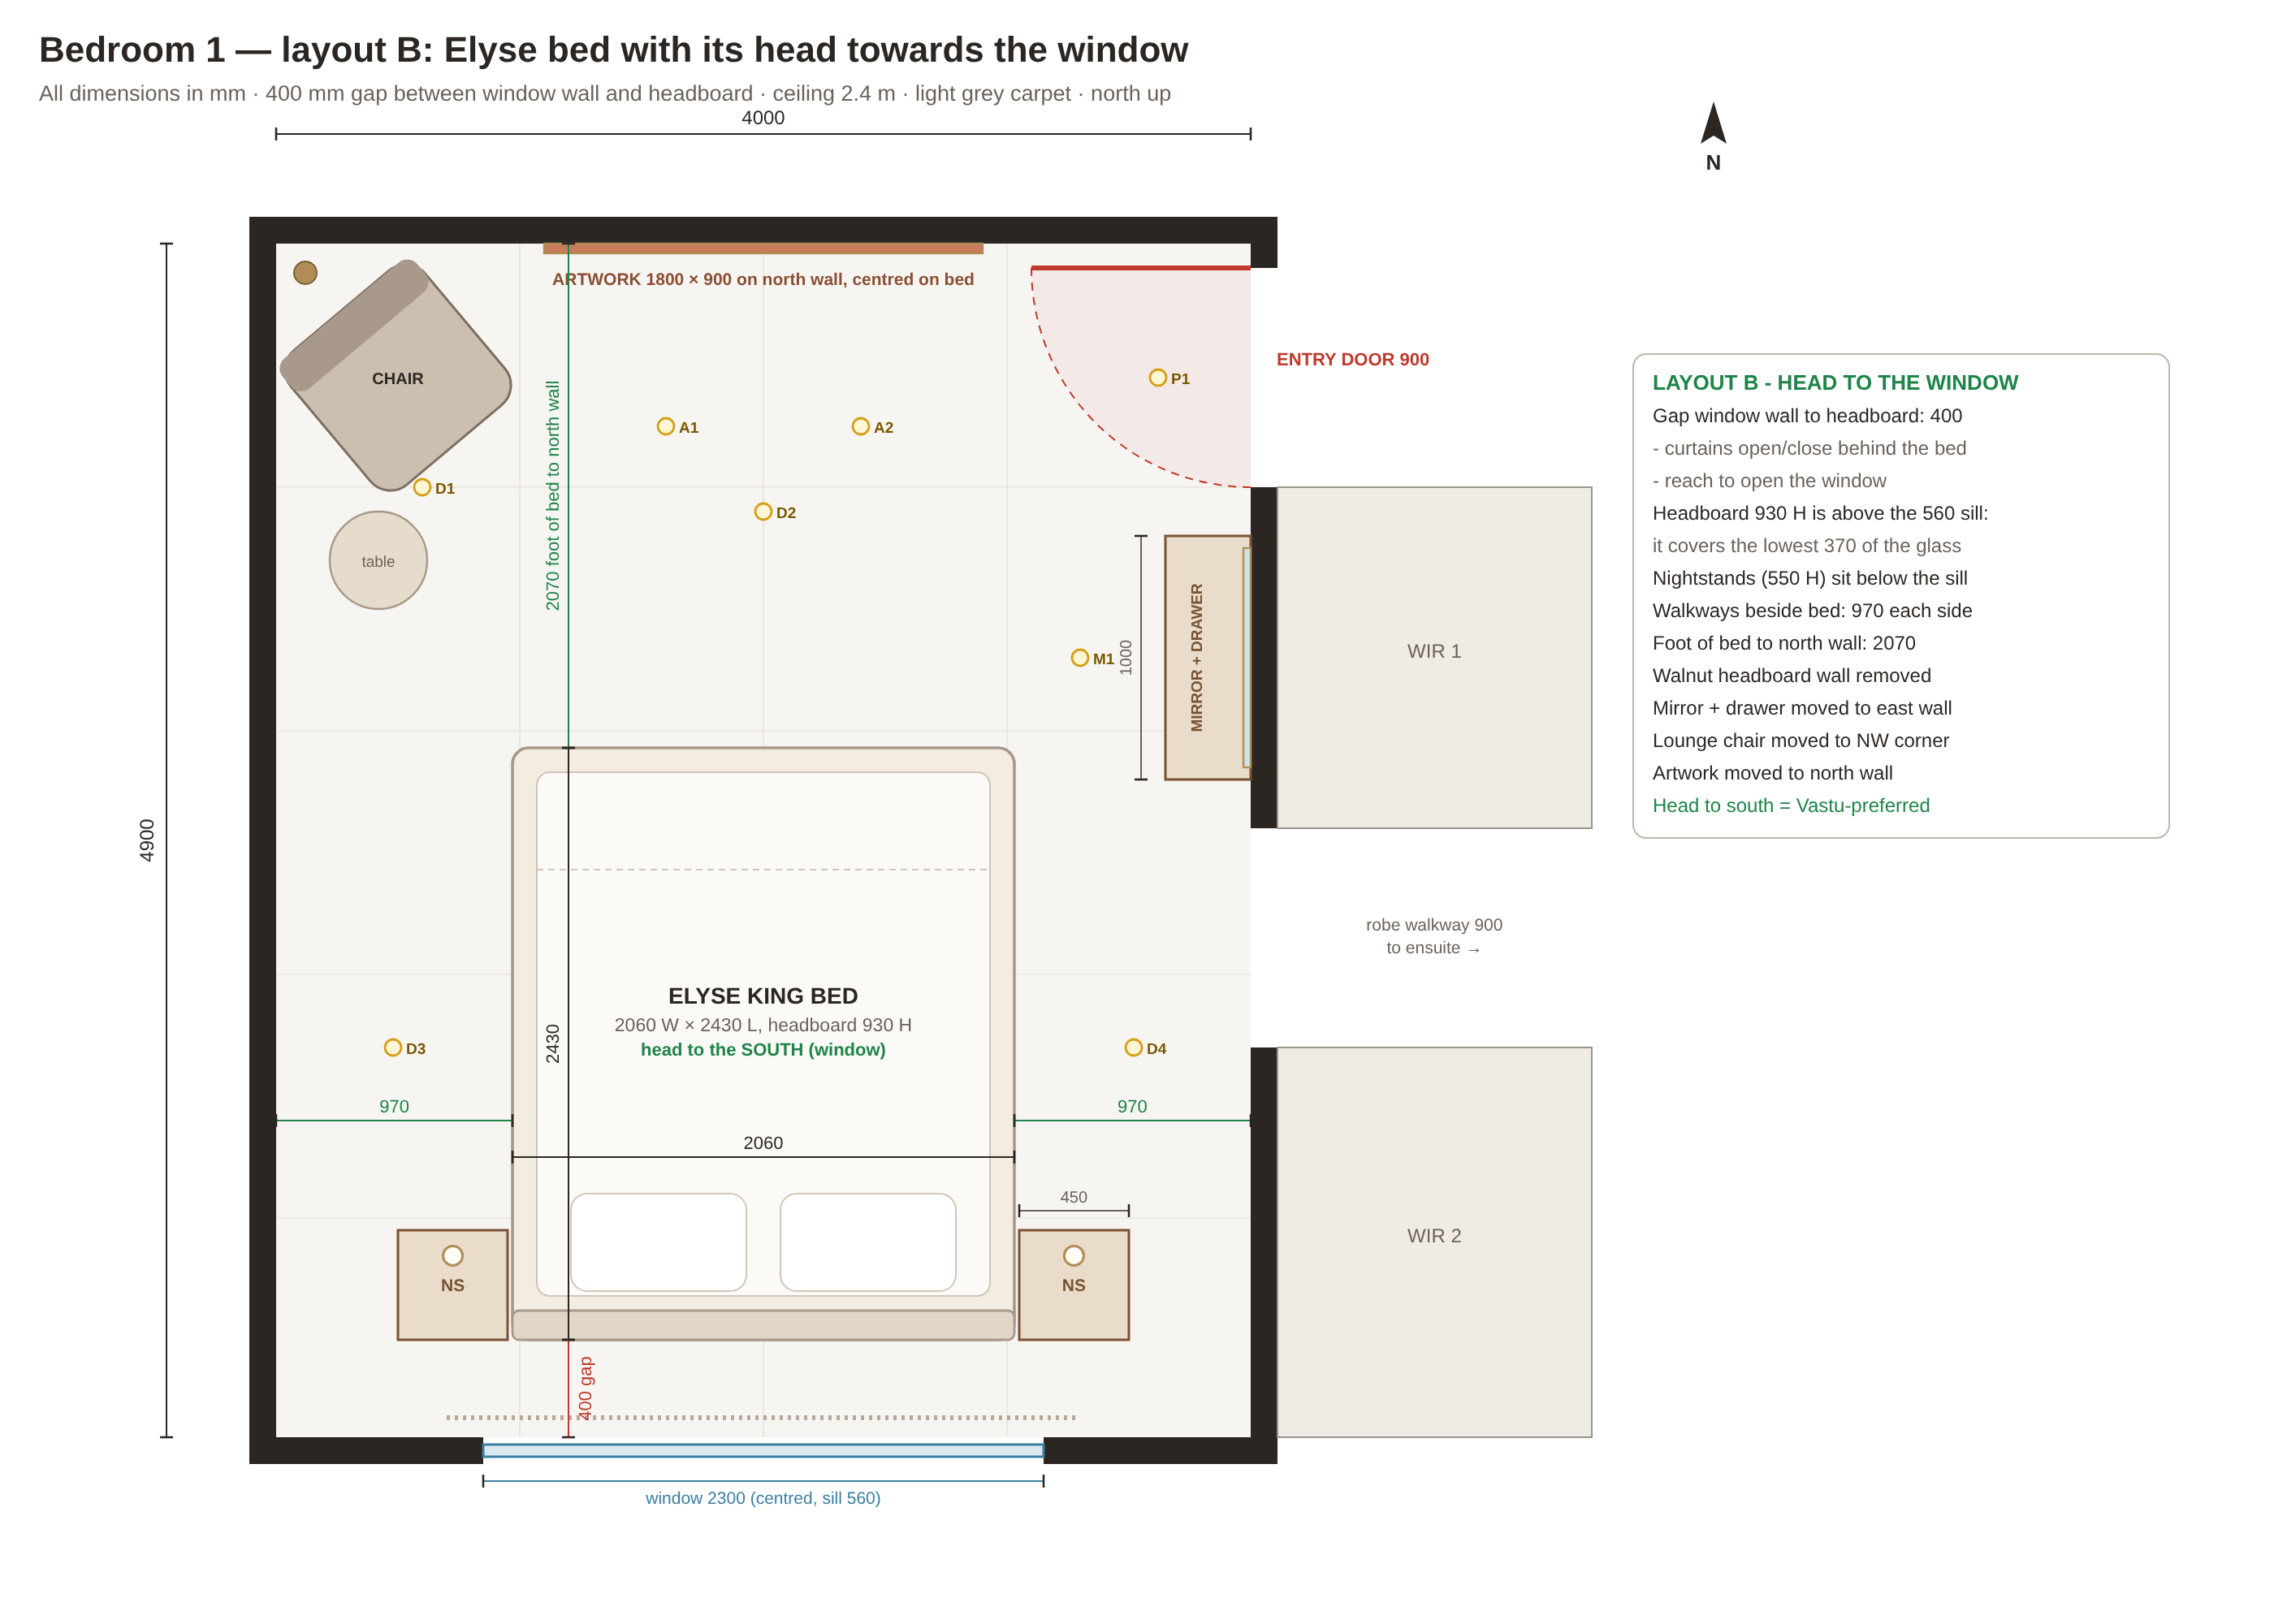 Bedroom 1 — layout B: Elyse bed with its head towards the window
All dimensions in mm · 400 mm gap between window wall and headboard · ceiling 2.4 m · light grey carpet · north up
4000
N
ARTWORK 1800 × 900 on north wall, centred on bed
ENTRY DOOR 900
CHAIR
P1
A1
A2
D1
D2
2070 foot of bed to north wall
table
M1
1000
MIRROR + DRAWER
WIR 1
LAYOUT B - HEAD TO THE WINDOW
Gap window wall to headboard: 400
- curtains open/close behind the bed
- reach to open the window
Headboard 930 H is above the 560 sill:
it covers the lowest 370 of the glass
Nightstands (550 H) sit below the sill
Walkways beside bed: 970 each side
Foot of bed to north wall: 2070
Walnut headboard wall removed
Mirror + drawer moved to east wall
Lounge chair moved to NW corner
Artwork moved to north wall
Head to south = Vastu-preferred
4900
robe walkway 900
to ensuite →
ELYSE KING BED
2060 W × 2430 L, headboard 930 H
head to the SOUTH (window)
2430
D3
D4
970
970
2060
450
NS
NS
WIR 2
400 gap
window 2300 (centred, sill 560)